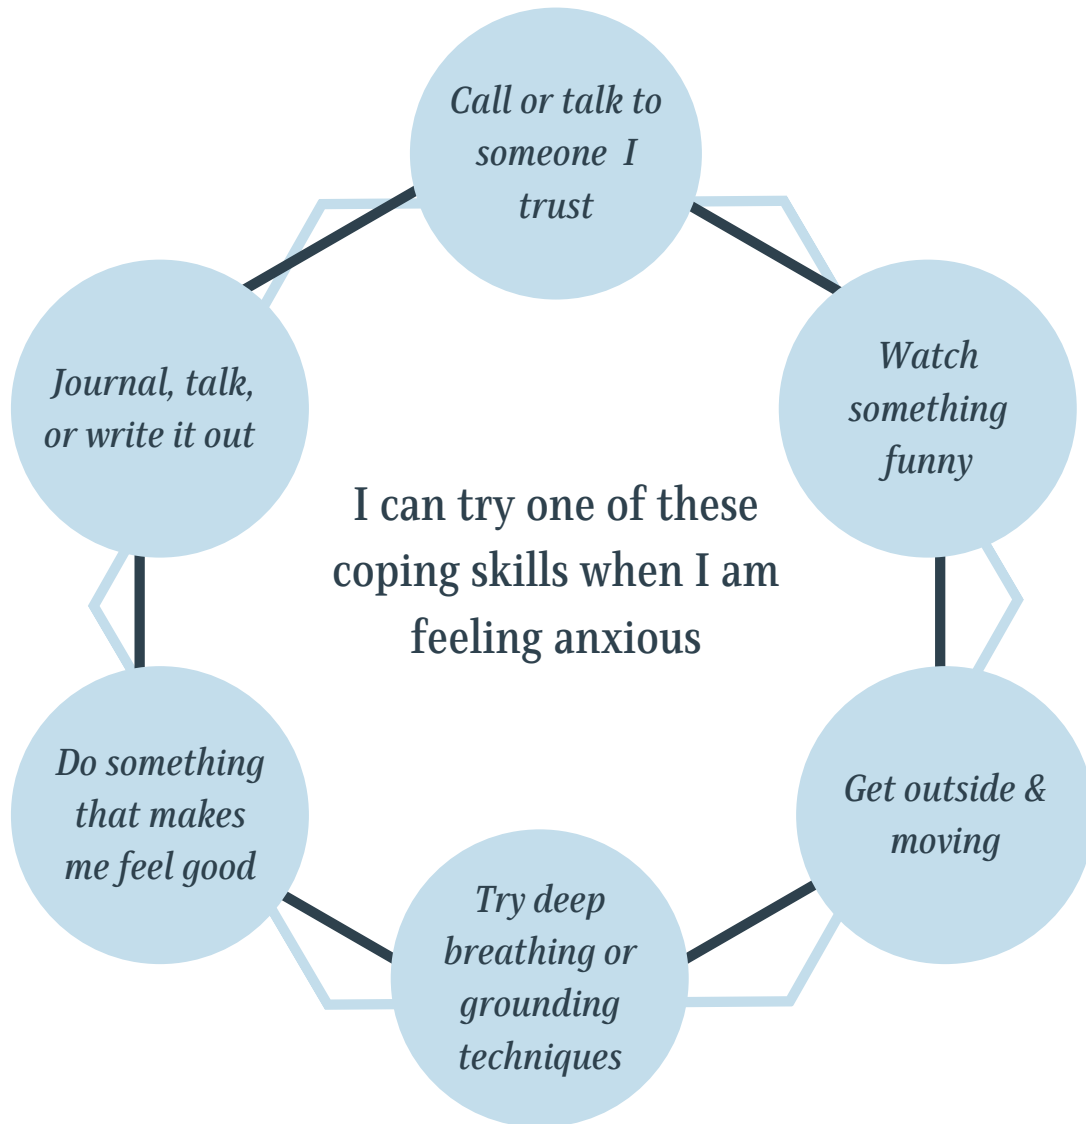 Call or talk to
someone I
trust
Watch
something
funny
Journal, talk,
or write it out
I can try one of these
coping skills when I am
feeling anxious
Do something
that makes
me feel good
Get outside &
moving
Try deep
breathing or
grounding
techniques